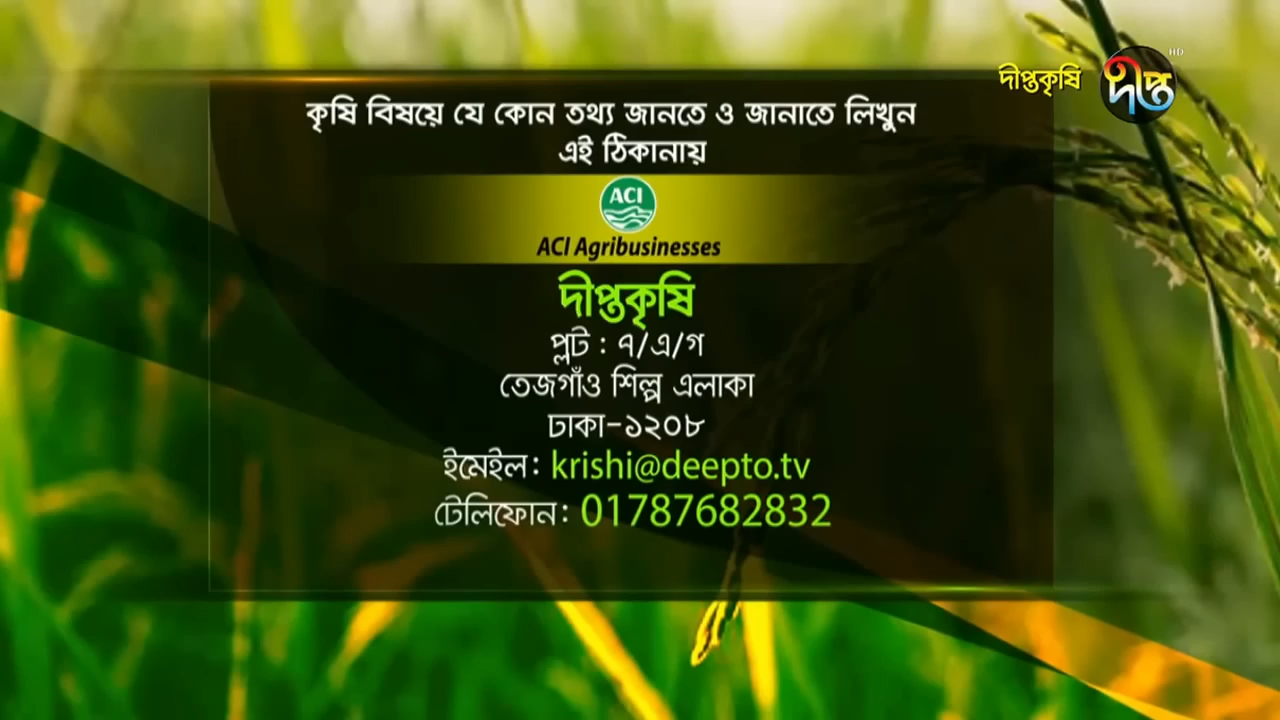 দীপ্তকৃষি
দীপ্ত
HD
কৃষি বিষয়ে যে কোন তথ্য জানতে ও জানাতে লিখুন
এই ঠিকানায়
ACI
ACI Agribusinesses
দীপ্তকৃষি
প্লট : ৭/এ/গ
তেজগাঁও শিল্প এলাকা
ঢাকা-১২০৮
ইমেইল: krishi@deepto.tv
টেলিফোন: 01787682832